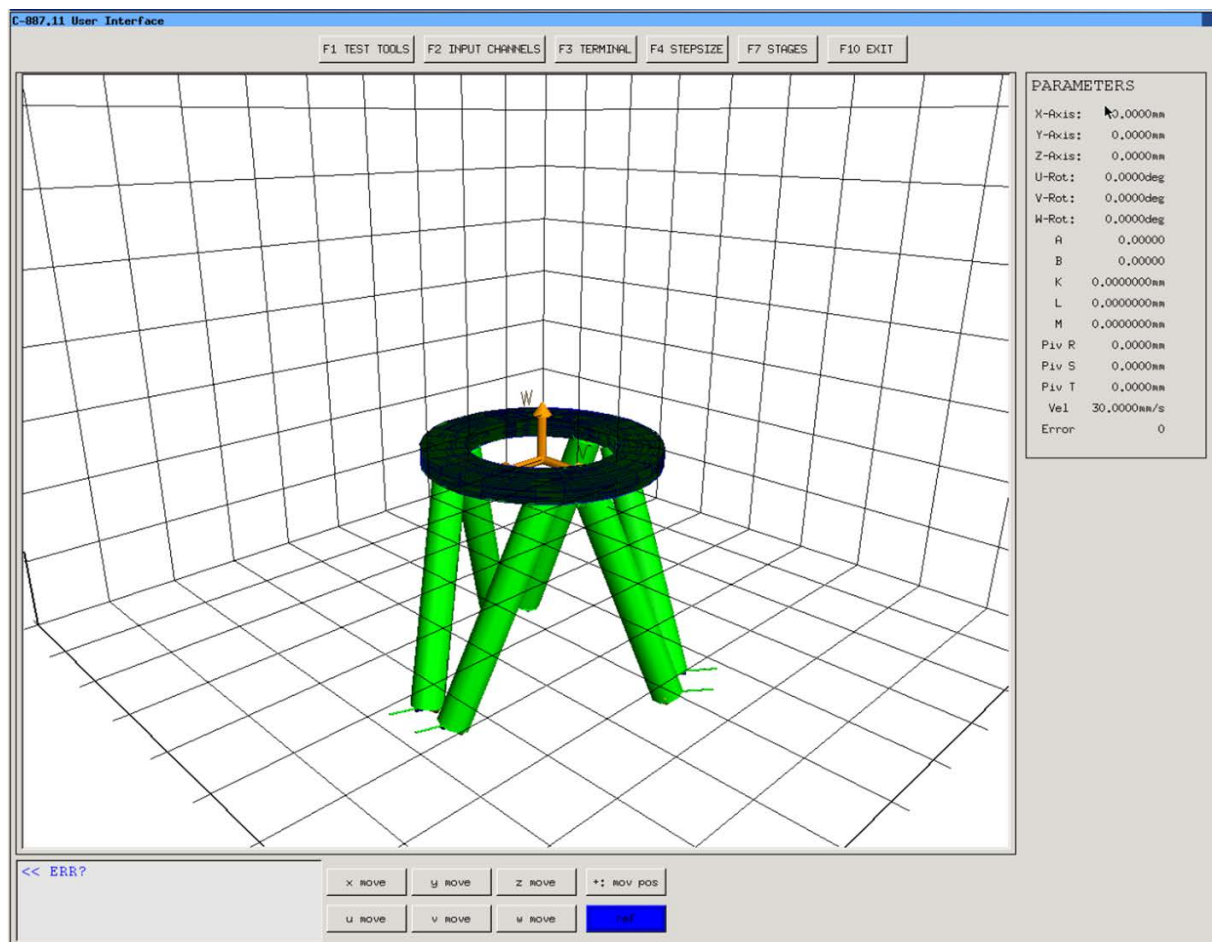 C-887.11 User Interface
F1 TEST TOOLS F2 INPUT CHANNELS F3 TERMINAL F4 STEPSIZE F7 STAGES F10 EXIT
PARAMETERS
X-Axis: 0.0000mm
Y-Axis: 0.0000mm
Z-Axis: 0.0000mm
U-Rot: 0.0000deg
V-Rot: 0.0000deg
W-Rot: 0.0000deg
A 0.00000
B 0.00000
K 0.0000000mm
L 0.0000000mm
M 0.0000000mm
Piv R 0.0000mm
Piv S 0.0000mm
Piv T 0.0000mm
Vel 30.0000mm/s
Error 0
W
V
<< ERR?
x move y move z move +: mov pos
u move v move w move ref